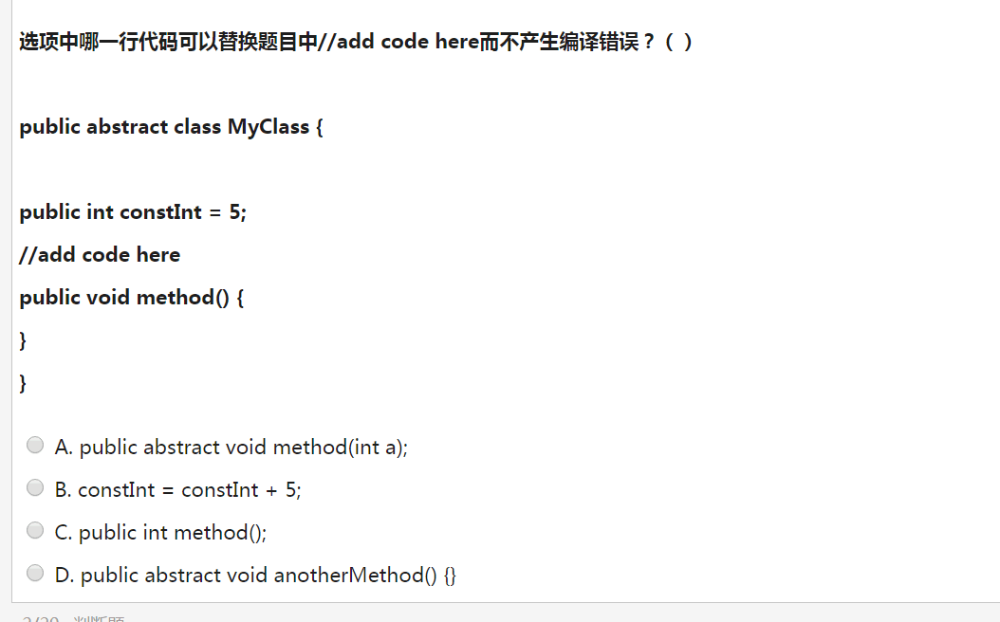 选项中哪一行代码可以替换题目中//add code here而不产生编译错误？（ ）
public abstract class MyClass {
public int constInt = 5;
//add code here
public void method() {
}
}
A. public abstract void method(int a);
B. constInt = constInt + 5;
C. public int method();
D. public abstract void anotherMethod() {}